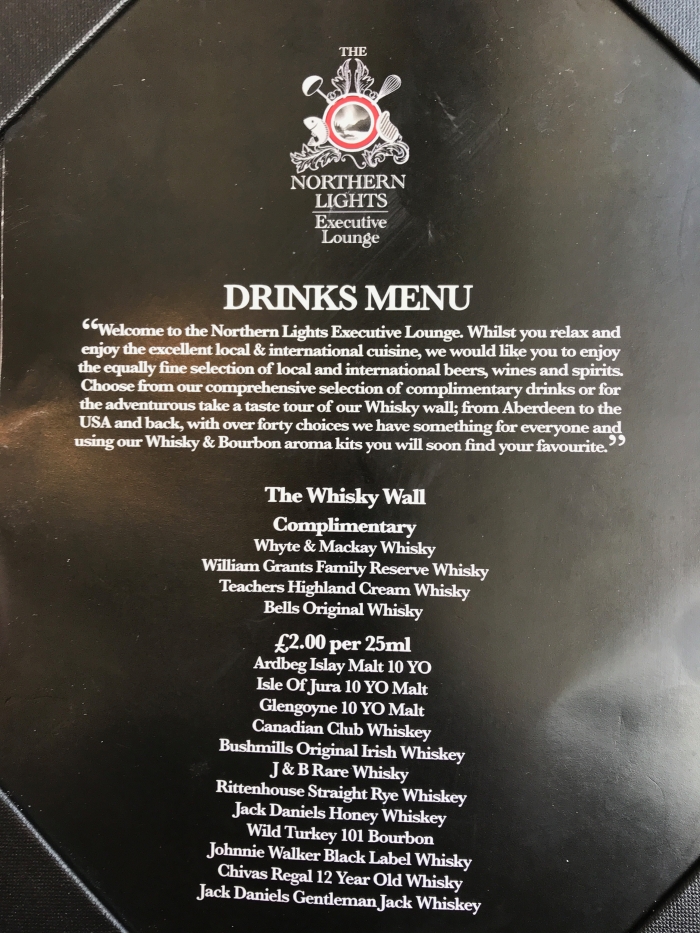 THE
NORTHERN
LIGHTS
Executive
Lounge
DRINKS MENU
“Welcome to the Northern Lights Executive Lounge. Whilst you relax and
enjoy the excellent local & international cuisine, we would like you to enjoy
the equally fine selection of local and international beers, wines and spirits.
Choose from our comprehensive selection of complimentary drinks or for
the adventurous take a taste tour of our Whisky wall; from Aberdeen to the
USA and back, with over forty choices we have something for everyone and
using our Whisky & Bourbon aroma kits you will soon find your favourite.”
The Whisky Wall
Complimentary
Whyte & Mackay Whisky
William Grants Family Reserve Whisky
Teachers Highland Cream Whisky
Bells Original Whisky
£2.00 per 25ml
Ardbeg Islay Malt 10 YO
Isle Of Jura 10 YO Malt
Glengoyne 10 YO Malt
Canadian Club Whiskey
Bushmills Original Irish Whiskey
J & B Rare Whisky
Rittenhouse Straight Rye Whiskey
Jack Daniels Honey Whiskey
Wild Turkey 101 Bourbon
Johnnie Walker Black Label Whisky
Chivas Regal 12 Year Old Whisky
Jack Daniels Gentleman Jack Whiskey